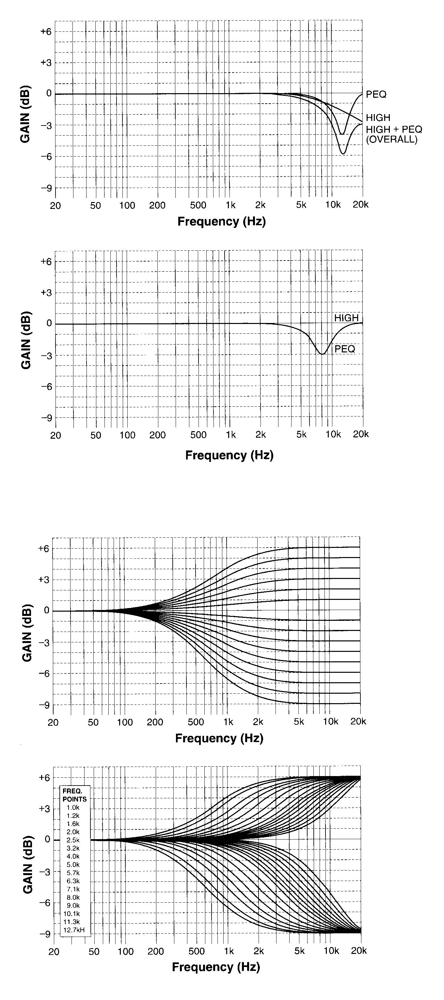 +6
+3
0
−3
−6
−9
GAIN (dB)
PEQ
HIGH
HIGH + PEQ
(OVERALL)
20 50 100 200 500 1k 2k 5k 10k 20k
Frequency (Hz)
+6
+3
0
−3
−6
−9
GAIN (dB)
HIGH
PEQ
20 50 100 200 500 1k 2k 5k 10k 20k
Frequency (Hz)
+6
+3
0
−3
−6
−9
GAIN (dB)
20 50 100 200 500 1k 2k 5k 10k 20k
Frequency (Hz)
+6
+3
0
−3
−6
−9
GAIN (dB)
FREQ.
POINTS
1.0k
1.2k
1.6k
2.0k
2.5k
3.2k
4.0k
5.0k
5.7k
6.3k
7.1k
8.0k
9.0k
10.1k
11.3k
12.7kH
20 50 100 200 500 1k 2k 5k 10k 20k
Frequency (Hz)